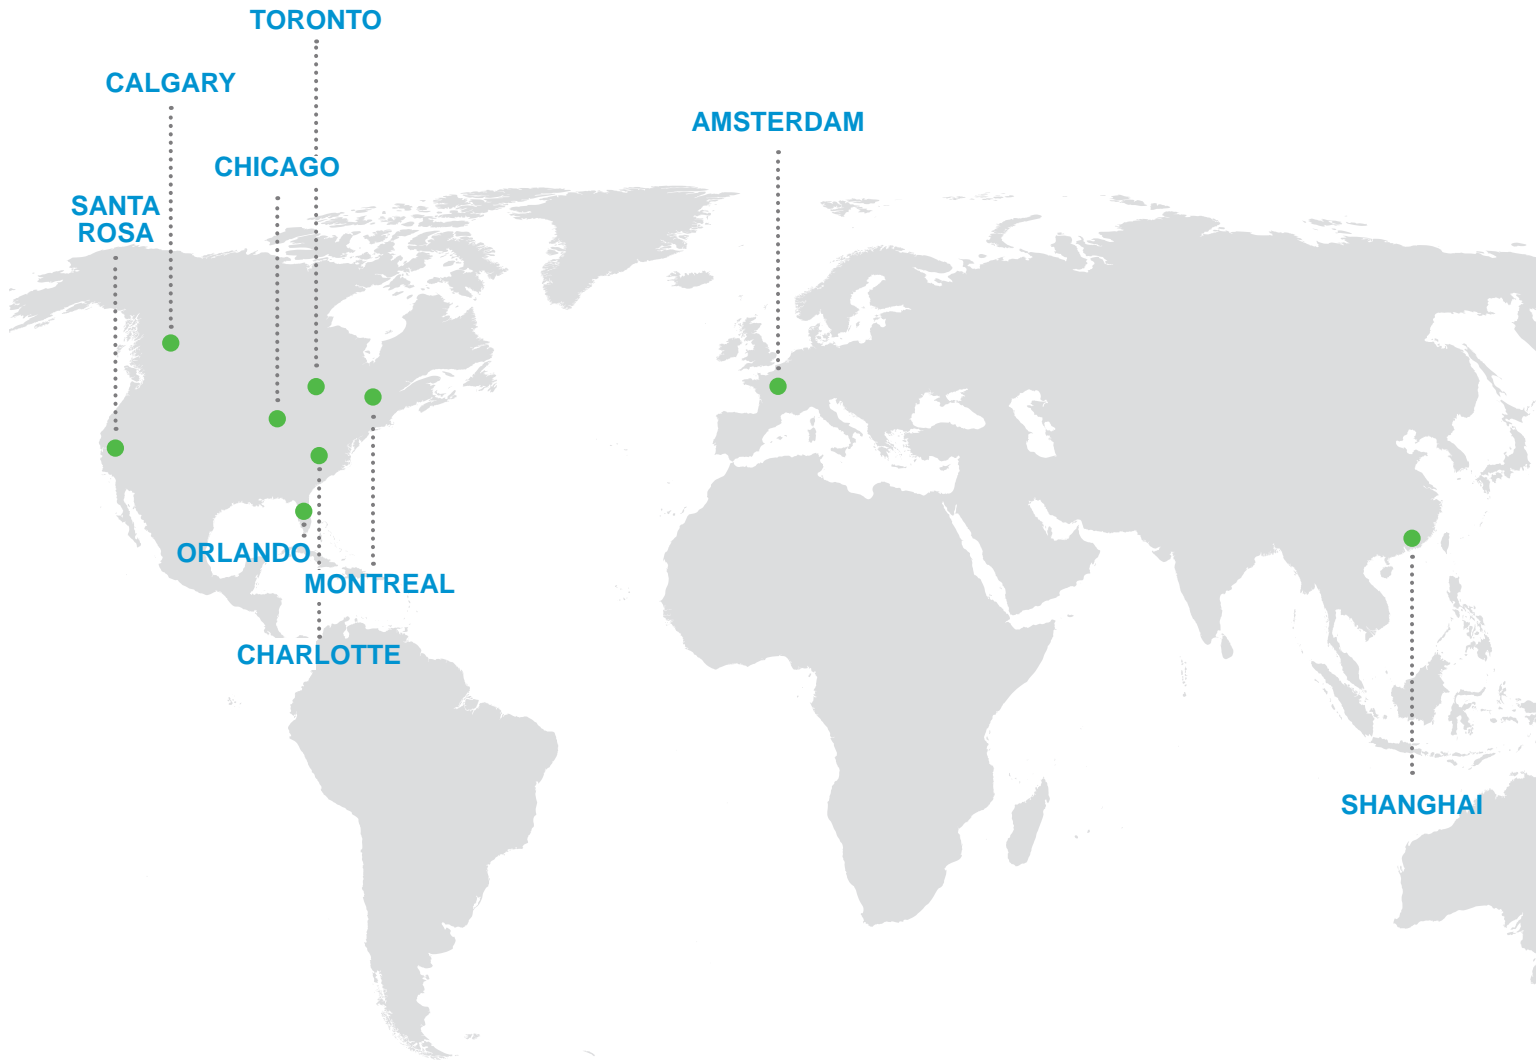 TORONTO
CALGARY
AMSTERDAM
CHICAGO
SANTA
ROSA
ORLANDO
MONTREAL
CHARLOTTE
SHANGHAI